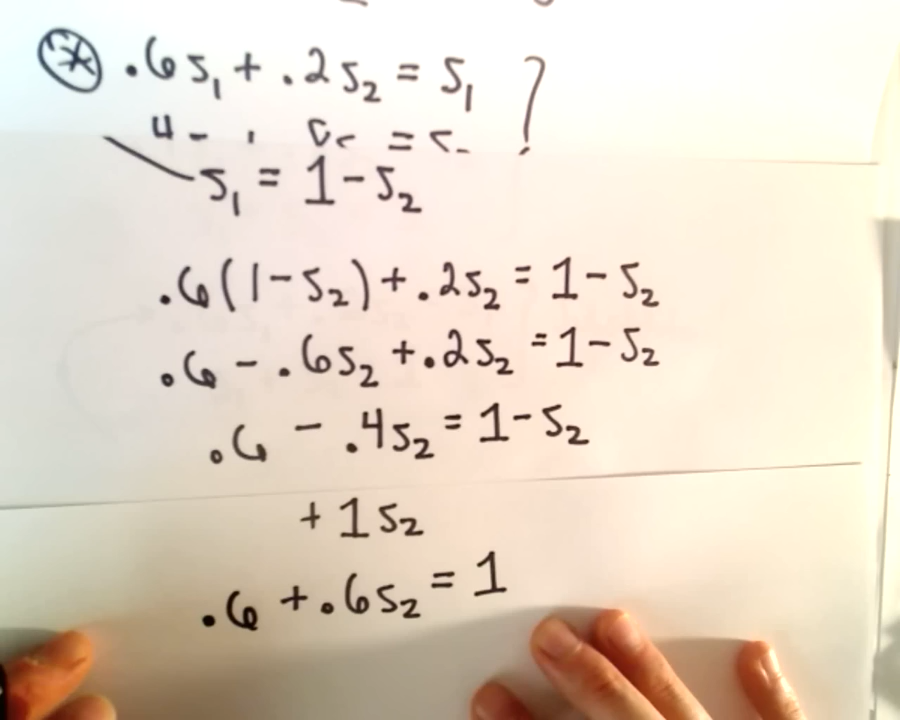 * .6s₁ + .2s₂ = s₁ ?
s₁ = 1 - s₂
.6(1-s₂) + .2s₂ = 1 - s₂
.6 - .6s₂ + .2s₂ = 1 - s₂
.6 - .4s₂ = 1 - s₂
+ 1s₂
.6 + .6s₂ = 1